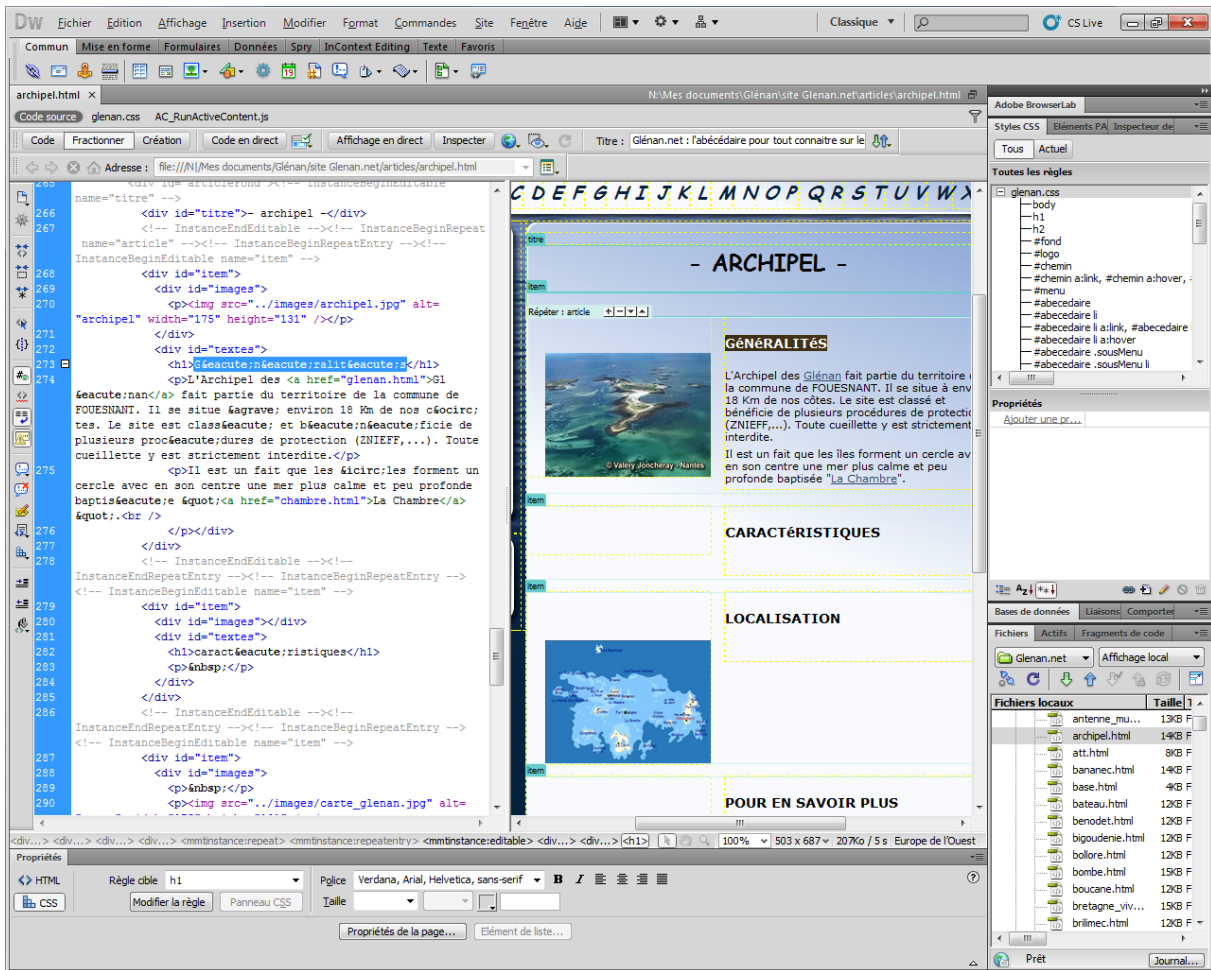 DW Fichier Edition Affichage Insertion Modifier Format Commandes Site Fenêtre Aide Classique CS Live
Commun Mise en forme Formulaires Données Spry InContext Editing Texte Favoris
archipel.html × N:\Mes documents\Glénan\site Glenan.net\articles\archipel.html
Code source glenan.css AC_RunActiveContent.js
Code Fractionner Création Code en direct Affichage en direct Inspecter Titre : Glénan.net : l'abécédaire pour tout connaitre sur le
Adresse : file:///N|/Mes documents/Glénan/site Glenan.net/articles/archipel.html
265 <div id="articlefond"><!-- InstanceBeginEditable
name="titre" -->
266 <div id="titre">- archipel -</div>
267 <!-- InstanceEndEditable --><!-- InstanceBeginRepeat
name="article" --><!-- InstanceBeginRepeatEntry --><!--
InstanceBeginEditable name="item" -->
268 <div id="item">
269 <div id="images">
270 <p><img src="../images/archipel.jpg" alt=
"archipel" width="175" height="131" /></p>
271 </div>
272 <div id="textes">
273 <h1>G&eacute;n&eacute;ralit&eacute;s</h1>
274 <p>L'Archipel des <a href="glenan.html">Gl
&eacute;nan</a> fait partie du territoire de la commune de
FOUESNANT. Il se situe &agrave; environ 18 Km de nos c&ocirc;
tes. Le site est class&eacute; et b&eacute;n&eacute;ficie de
plusieurs proc&eacute;dures de protection (ZNIEFF,...). Toute
cueillette y est strictement interdite.</p>
275 <p>Il est un fait que les &icirc;les forment un
cercle avec en son centre une mer plus calme et peu profonde
baptis&eacute;e &quot;<a href="chambre.html">La Chambre</a>
&quot;.<br />
276 </p></div>
277 </div>
278 <!-- InstanceEndEditable --><!--
InstanceEndRepeatEntry --><!-- InstanceBeginRepeatEntry -->
<!-- InstanceBeginEditable name="item" -->
279 <div id="item">
280 <div id="images"></div>
281 <div id="textes">
282 <h1>caract&eacute;ristiques</h1>
283 <p>&nbsp;</p>
284 </div>
285 </div>
286 <!-- InstanceEndEditable --><!--
InstanceEndRepeatEntry --><!-- InstanceBeginRepeatEntry -->
<!-- InstanceBeginEditable name="item" -->
287 <div id="item">
288 <div id="images">
289 <p>&nbsp;</p>
290 <p><img src="../images/carte_glenan.jpg" alt=
C D E F G H I J K L M N O P Q R S T U V W X
titre
- ARCHIPEL -
item
Répéter : article
GéNéRALITéS
L'Archipel des Glénan fait partie du territoire
la commune de FOUESNANT. Il se situe à env
18 Km de nos côtes. Le site est classé et
bénéficie de plusieurs procédures de protectio
(ZNIEFF,...). Toute cueillette y est strictement
interdite.
Il est un fait que les îles forment un cercle av
en son centre une mer plus calme et peu
profonde baptisée "La Chambre".
© Valéry Joncheray - Nantes
item
CARACTéRISTIQUES
item
LOCALISATION
item
POUR EN SAVOIR PLUS
<div...> <div...> <div...> <div...> <mmtinstance:repeat> <mmtinstance:repeatentry> <mmtinstance:editable> <div...> <div...> <h1> 100% 503 x 687 207Ko / 5 s Europe de l'Ouest
Propriétés
<> HTML Règle cible h1 Police Verdana, Arial, Helvetica, sans-serif B I
CSS Modifier la règle Panneau CSS Taille
Propriétés de la page... Elément de liste...
Adobe BrowserLab
Styles CSS Eléments PA Inspecteur de
Tous Actuel
Toutes les règles
glenan.css
body
h1
h2
#fond
#logo
#chemin
#chemin a:link, #chemin a:hover,
#menu
#abecedaire
#abecedaire li
#abecedaire li a:link, #abecedaire
#abecedaire li a:hover
#abecedaire .sousMenu
#abecedaire .sousMenu li
Propriétés
Ajouter une pr...
Bases de données Liaisons Comporter
Fichiers Actifs Fragments de code
Glenan.net Affichage local
Fichiers locaux Taille T
antenne_mu... 13KB F
archipel.html 14KB F
att.html 8KB F
bananec.html 14KB F
base.html 4KB F
bateau.html 12KB F
benodet.html 12KB F
bigoudenie.html 12KB F
bollore.html 12KB F
bombe.html 15KB F
boucane.html 12KB F
bretagne_viv... 15KB F
brilimec.html 12KB F
Prêt Journal...